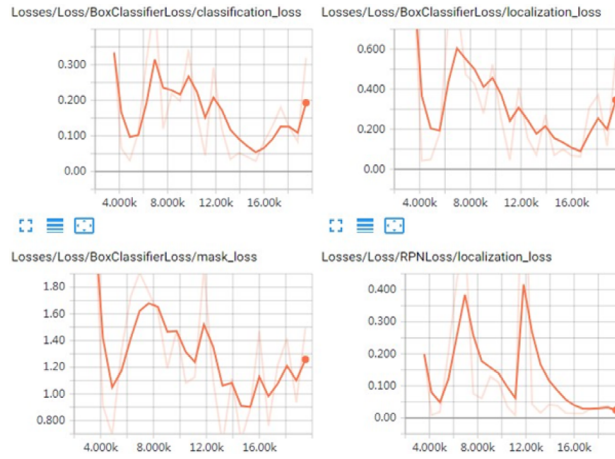 Losses/Loss/BoxClassifierLoss/classification_loss
0.300
0.200
0.100
0.00
4.000k 8.000k 12.00k 16.00k
Losses/Loss/BoxClassifierLoss/localization_loss
0.600
0.400
0.200
0.00
4.000k 8.000k 12.00k 16.00k
Losses/Loss/BoxClassifierLoss/mask_loss
1.80
1.60
1.40
1.20
1.00
0.800
4.000k 8.000k 12.00k 16.00k
Losses/Loss/RPNLoss/localization_loss
0.400
0.300
0.200
0.100
0.00
4.000k 8.000k 12.00k 16.00k